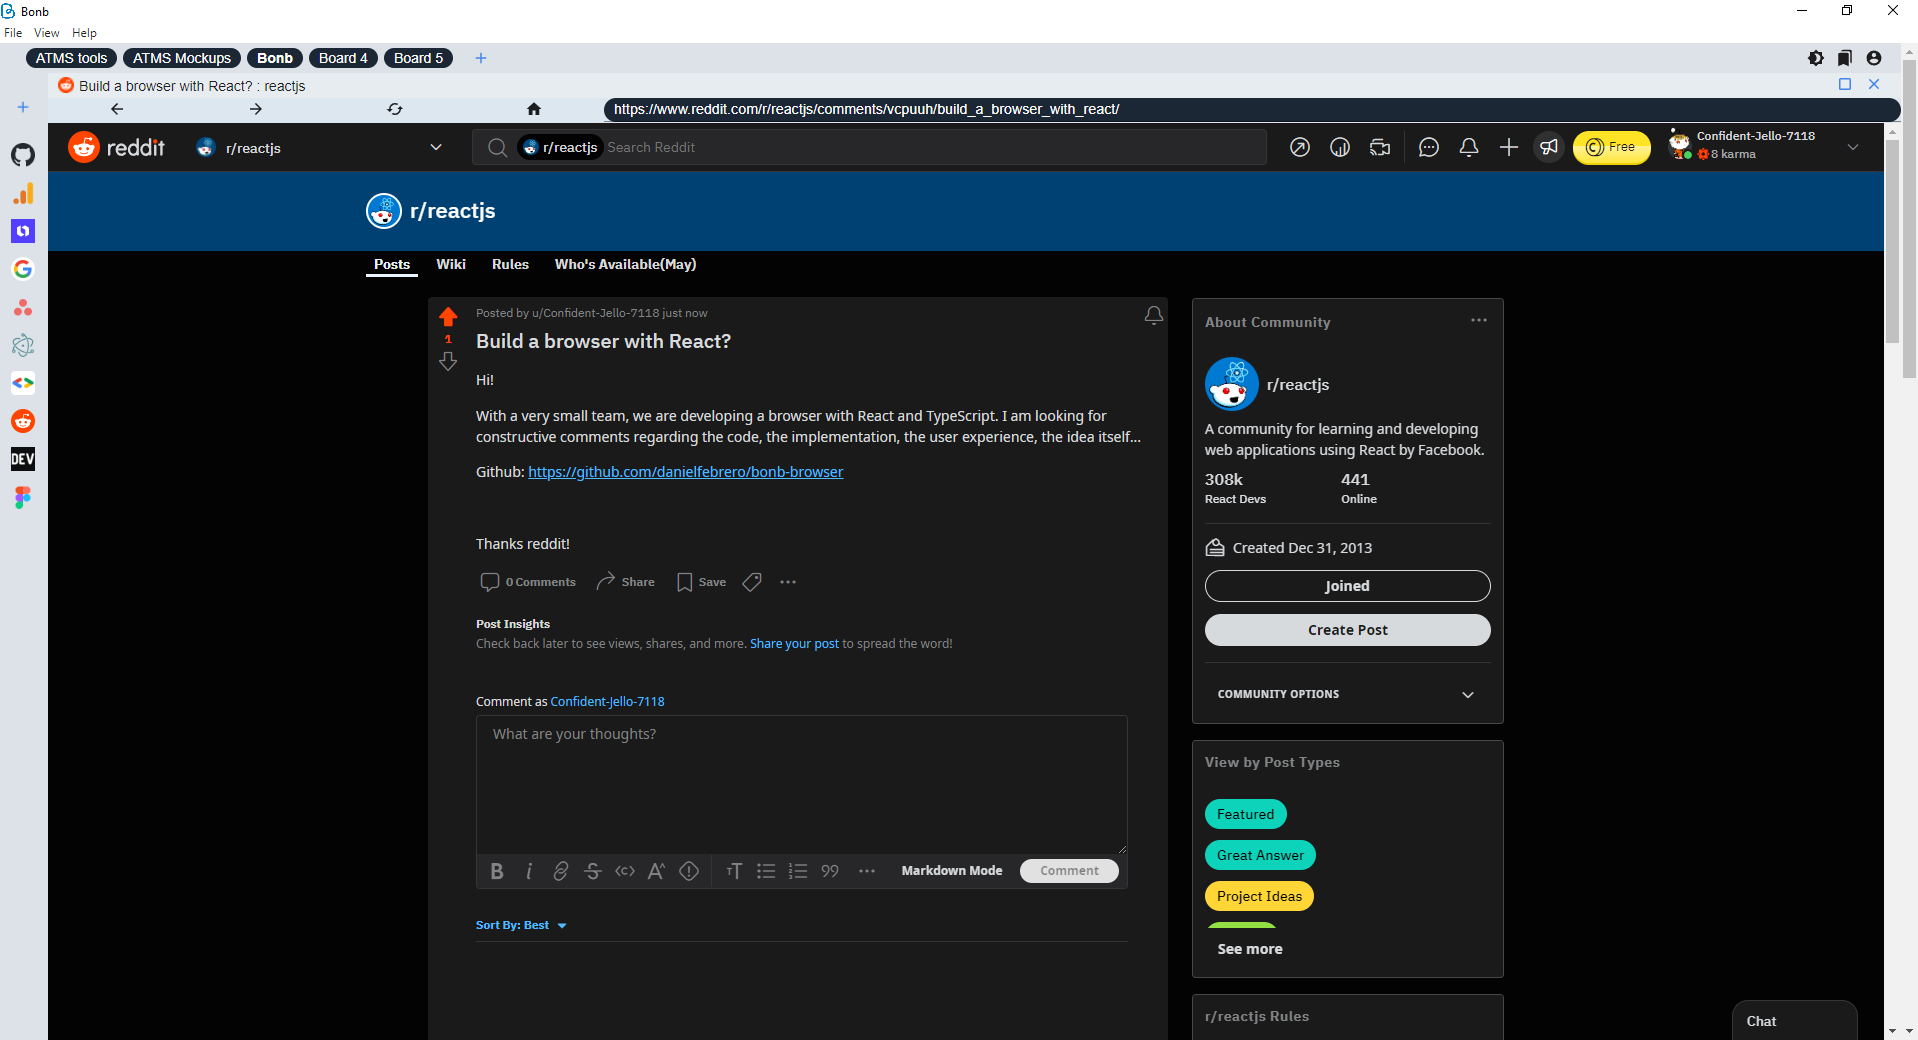 Bonb
File View Help
ATMS tools ATMS Mockups Bonb Board 4 Board 5
Build a browser with React? : reactjs
https://www.reddit.com/r/reactjs/comments/vcpuuh/build_a_browser_with_react/
reddit r/reactjs r/reactjs Search Reddit Free Confident-Jello-7118
8 karma
r/reactjs
Posts Wiki Rules Who's Available(May)
Posted by u/Confident-Jello-7118 just now
1
Build a browser with React?
Hi!
With a very small team, we are developing a browser with React and TypeScript. I am looking for
constructive comments regarding the code, the implementation, the user experience, the idea itself...
Github: https://github.com/danielfebrero/bonb-browser
Thanks reddit!
0 Comments Share Save
Post Insights
Check back later to see views, shares, and more. Share your post to spread the word!
Comment as Confident-Jello-7118
What are your thoughts?
Markdown Mode Comment
Sort By: Best
About Community
r/reactjs
A community for learning and developing
web applications using React by Facebook.
308k 441
React Devs Online
Created Dec 31, 2013
Joined
Create Post
COMMUNITY OPTIONS
View by Post Types
Featured
Great Answer
Project Ideas
See more
r/reactjs Rules
Chat
DEV